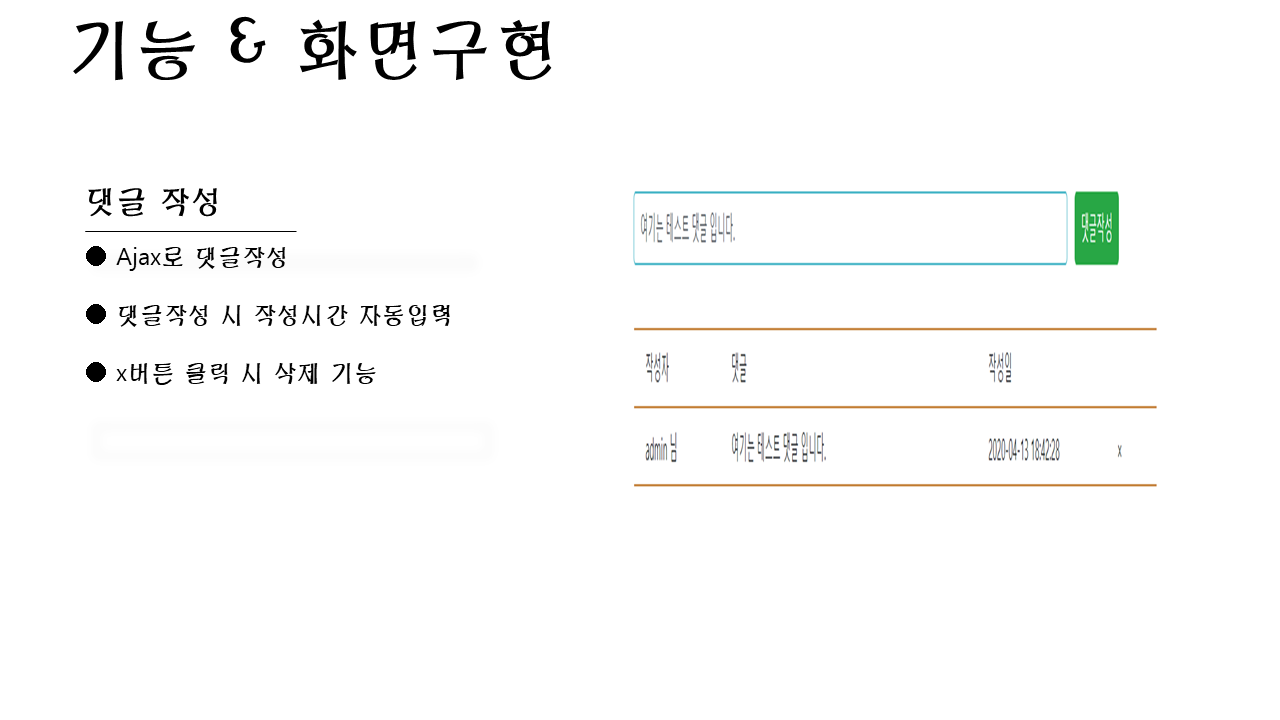 기능 & 화면구현
댓글 작성
● Ajax로 댓글작성
● 댓글작성 시 작성시간 자동입력
● x버튼 클릭 시 삭제 기능
여기는 테스트 댓글 입니다. 댓글작성
작성자 댓글 작성일
admin 님 여기는 테스트 댓글 입니다. 2020-04-13 18:42:28 x